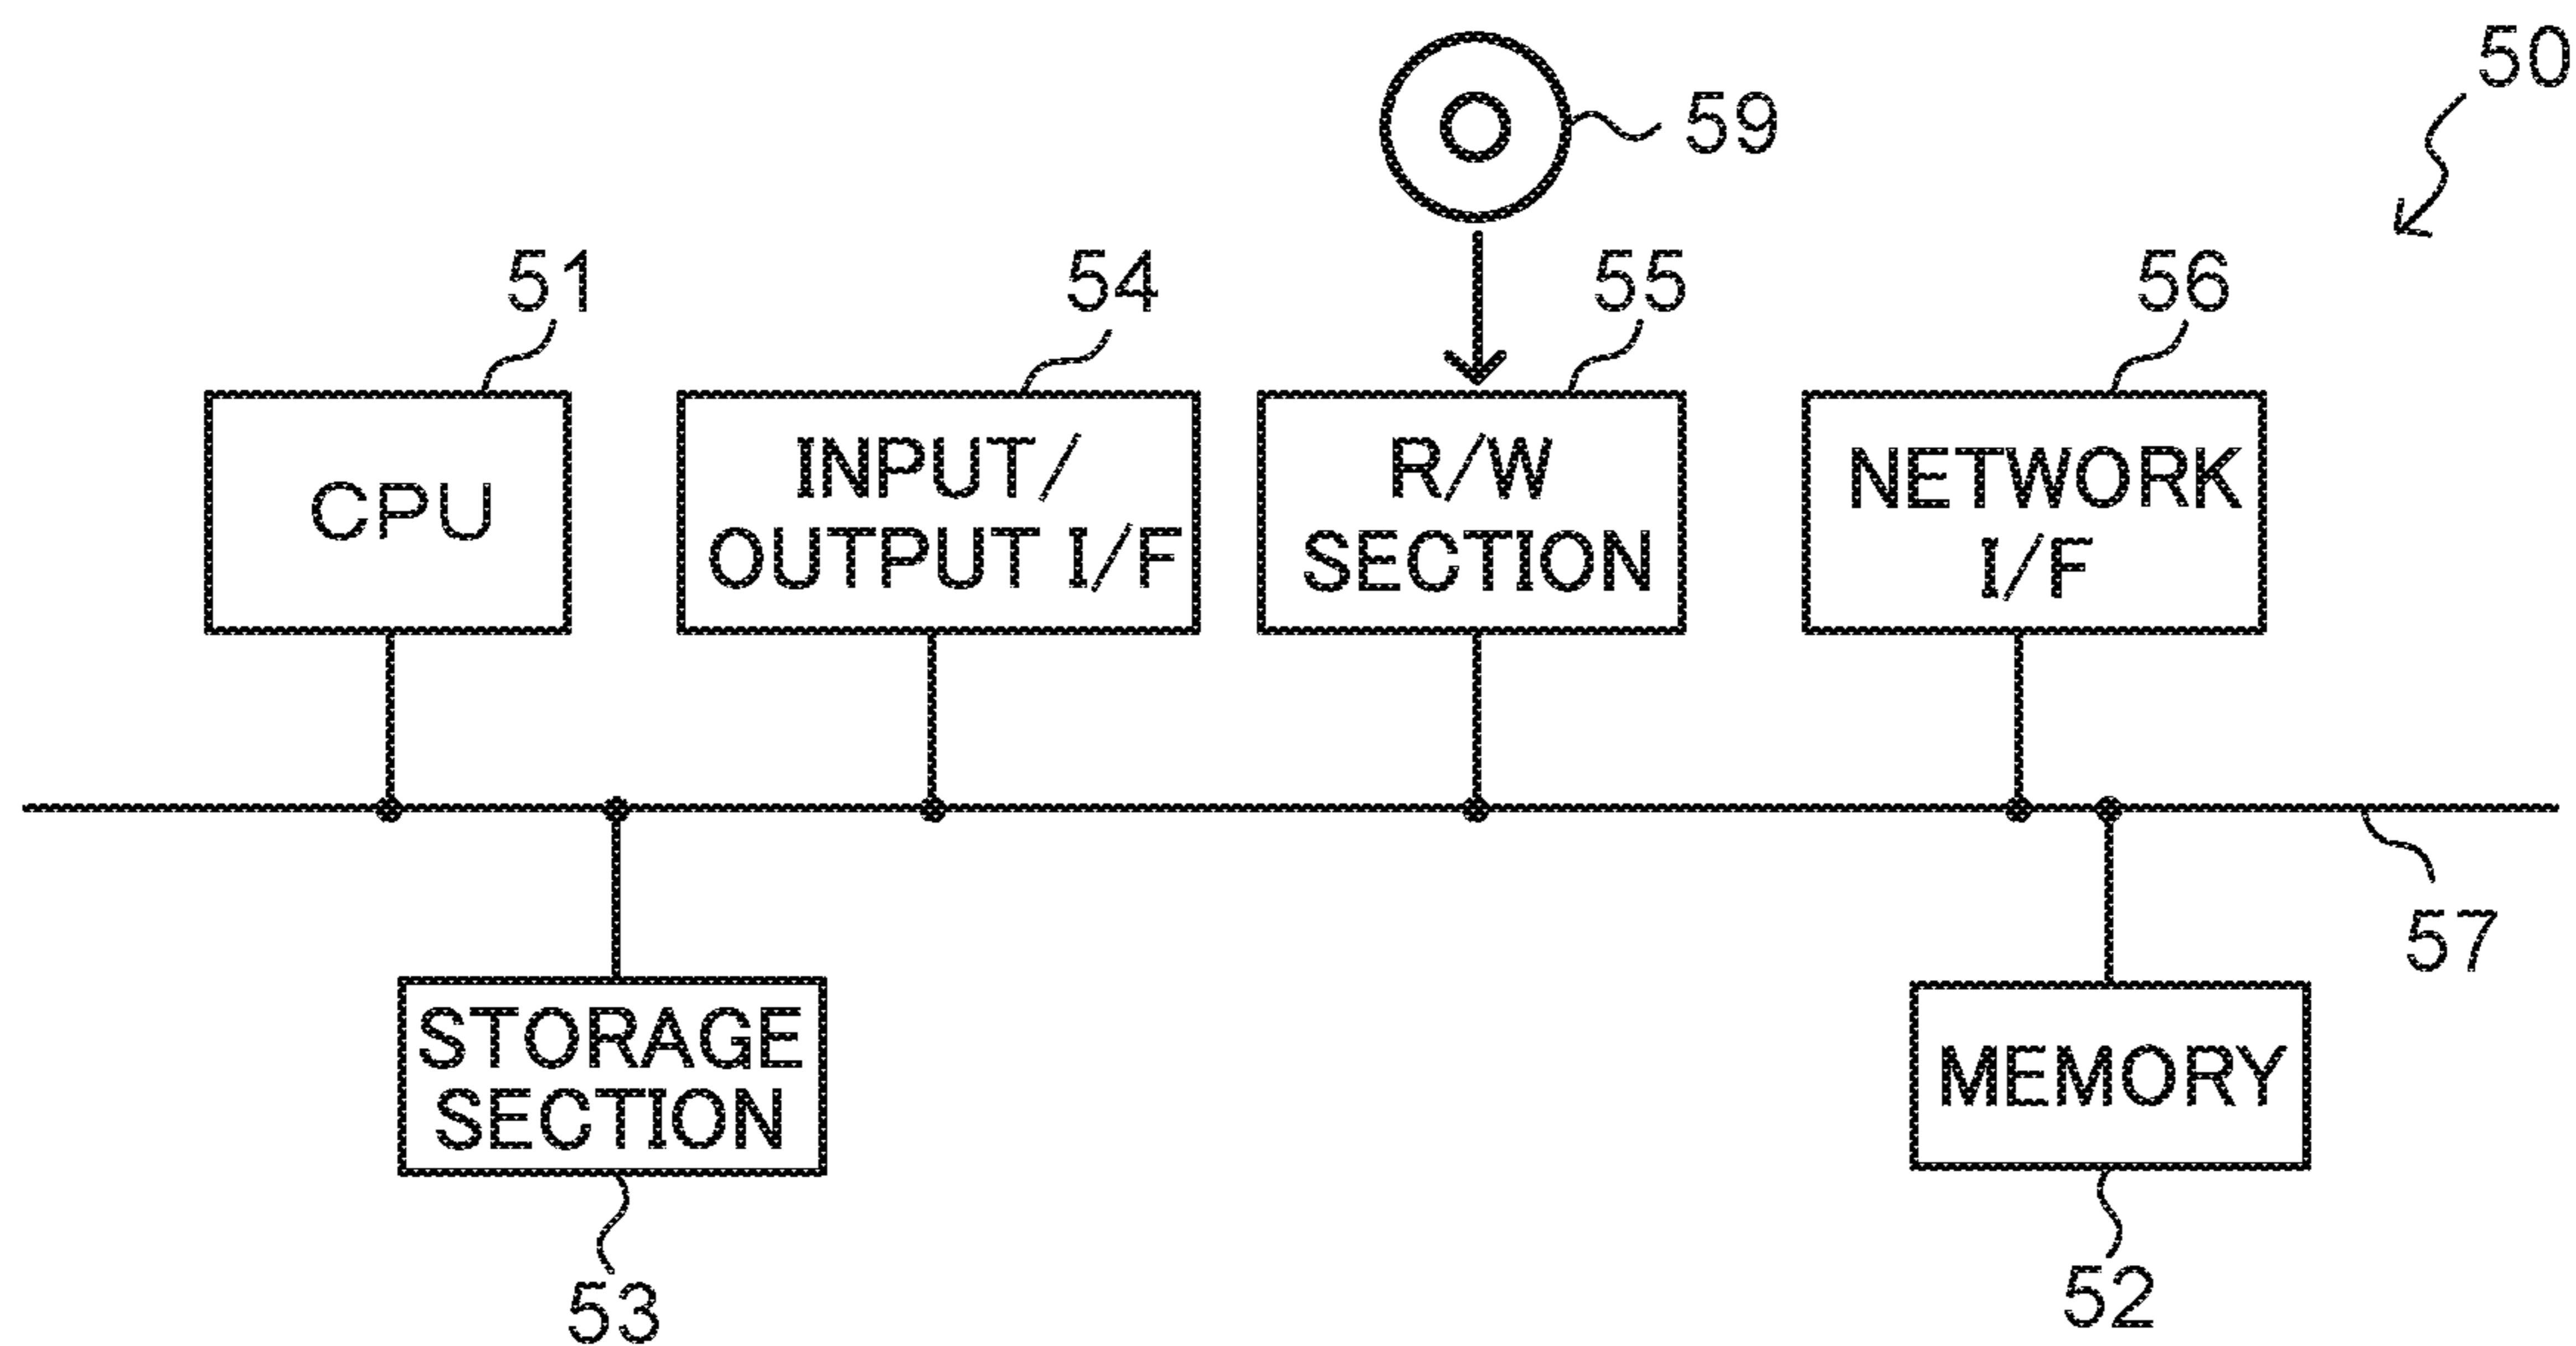 50
59
51
54
55
56
CPU
INPUT/
OUTPUT I/F
R/W
SECTION
NETWORK
I/F
57
STORAGE
SECTION
MEMORY
53
52